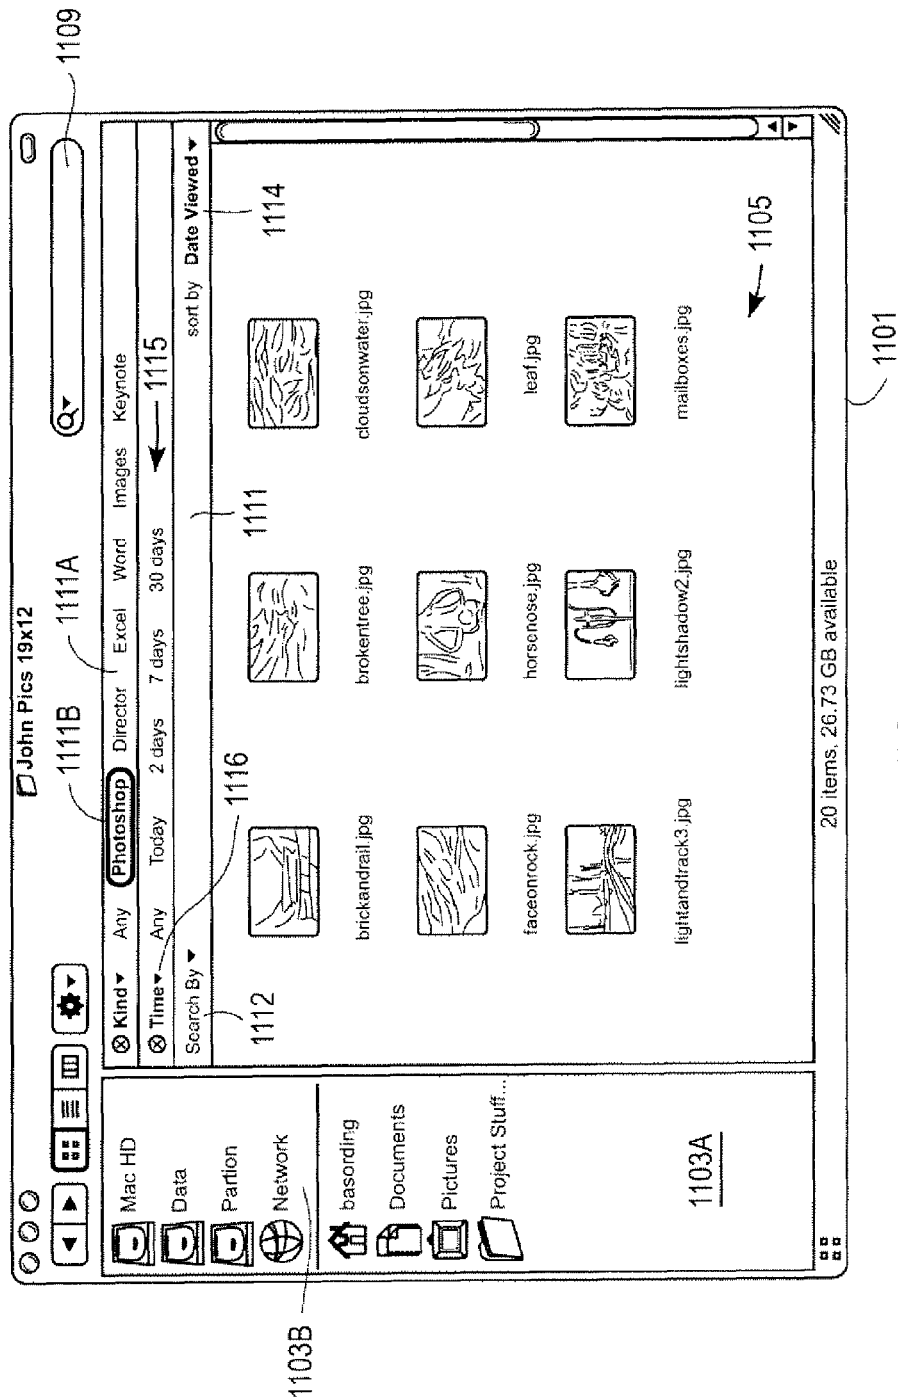 John Pics 19x12
1109
1111B
1111A
Kind Any Photoshop Director Excel Word Images Keynote
Time Any Today 2 days 7 days 30 days
1115
1116
Search By
sort by Date Viewed
1112
1111
1114
Mac HD
Data
Partion
Network
1103B
basording
Documents
Pictures
Project Stuff...
1103A
brickandrail.jpg
brokentree.jpg
cloudsonwater.jpg
faceonrock.jpg
horsenose.jpg
leaf.jpg
lightandtrack3.jpg
lightshadow2.jpg
mailboxes.jpg
1105
20 items, 26.73 GB available
1101